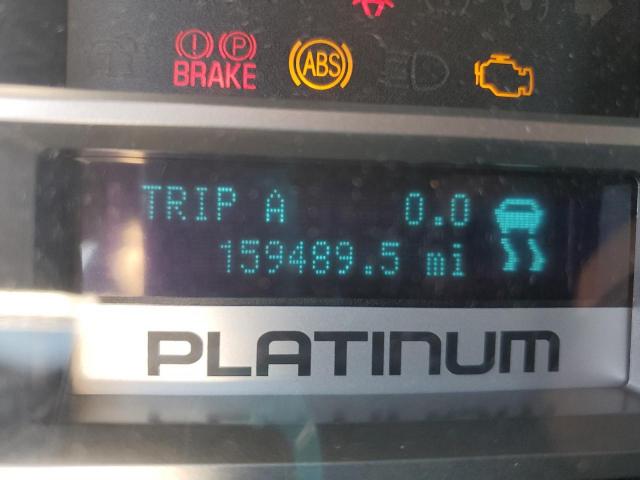 ! P
BRAKE ABS
TRIP A 0.0
159489.5 mi
PLATINUM